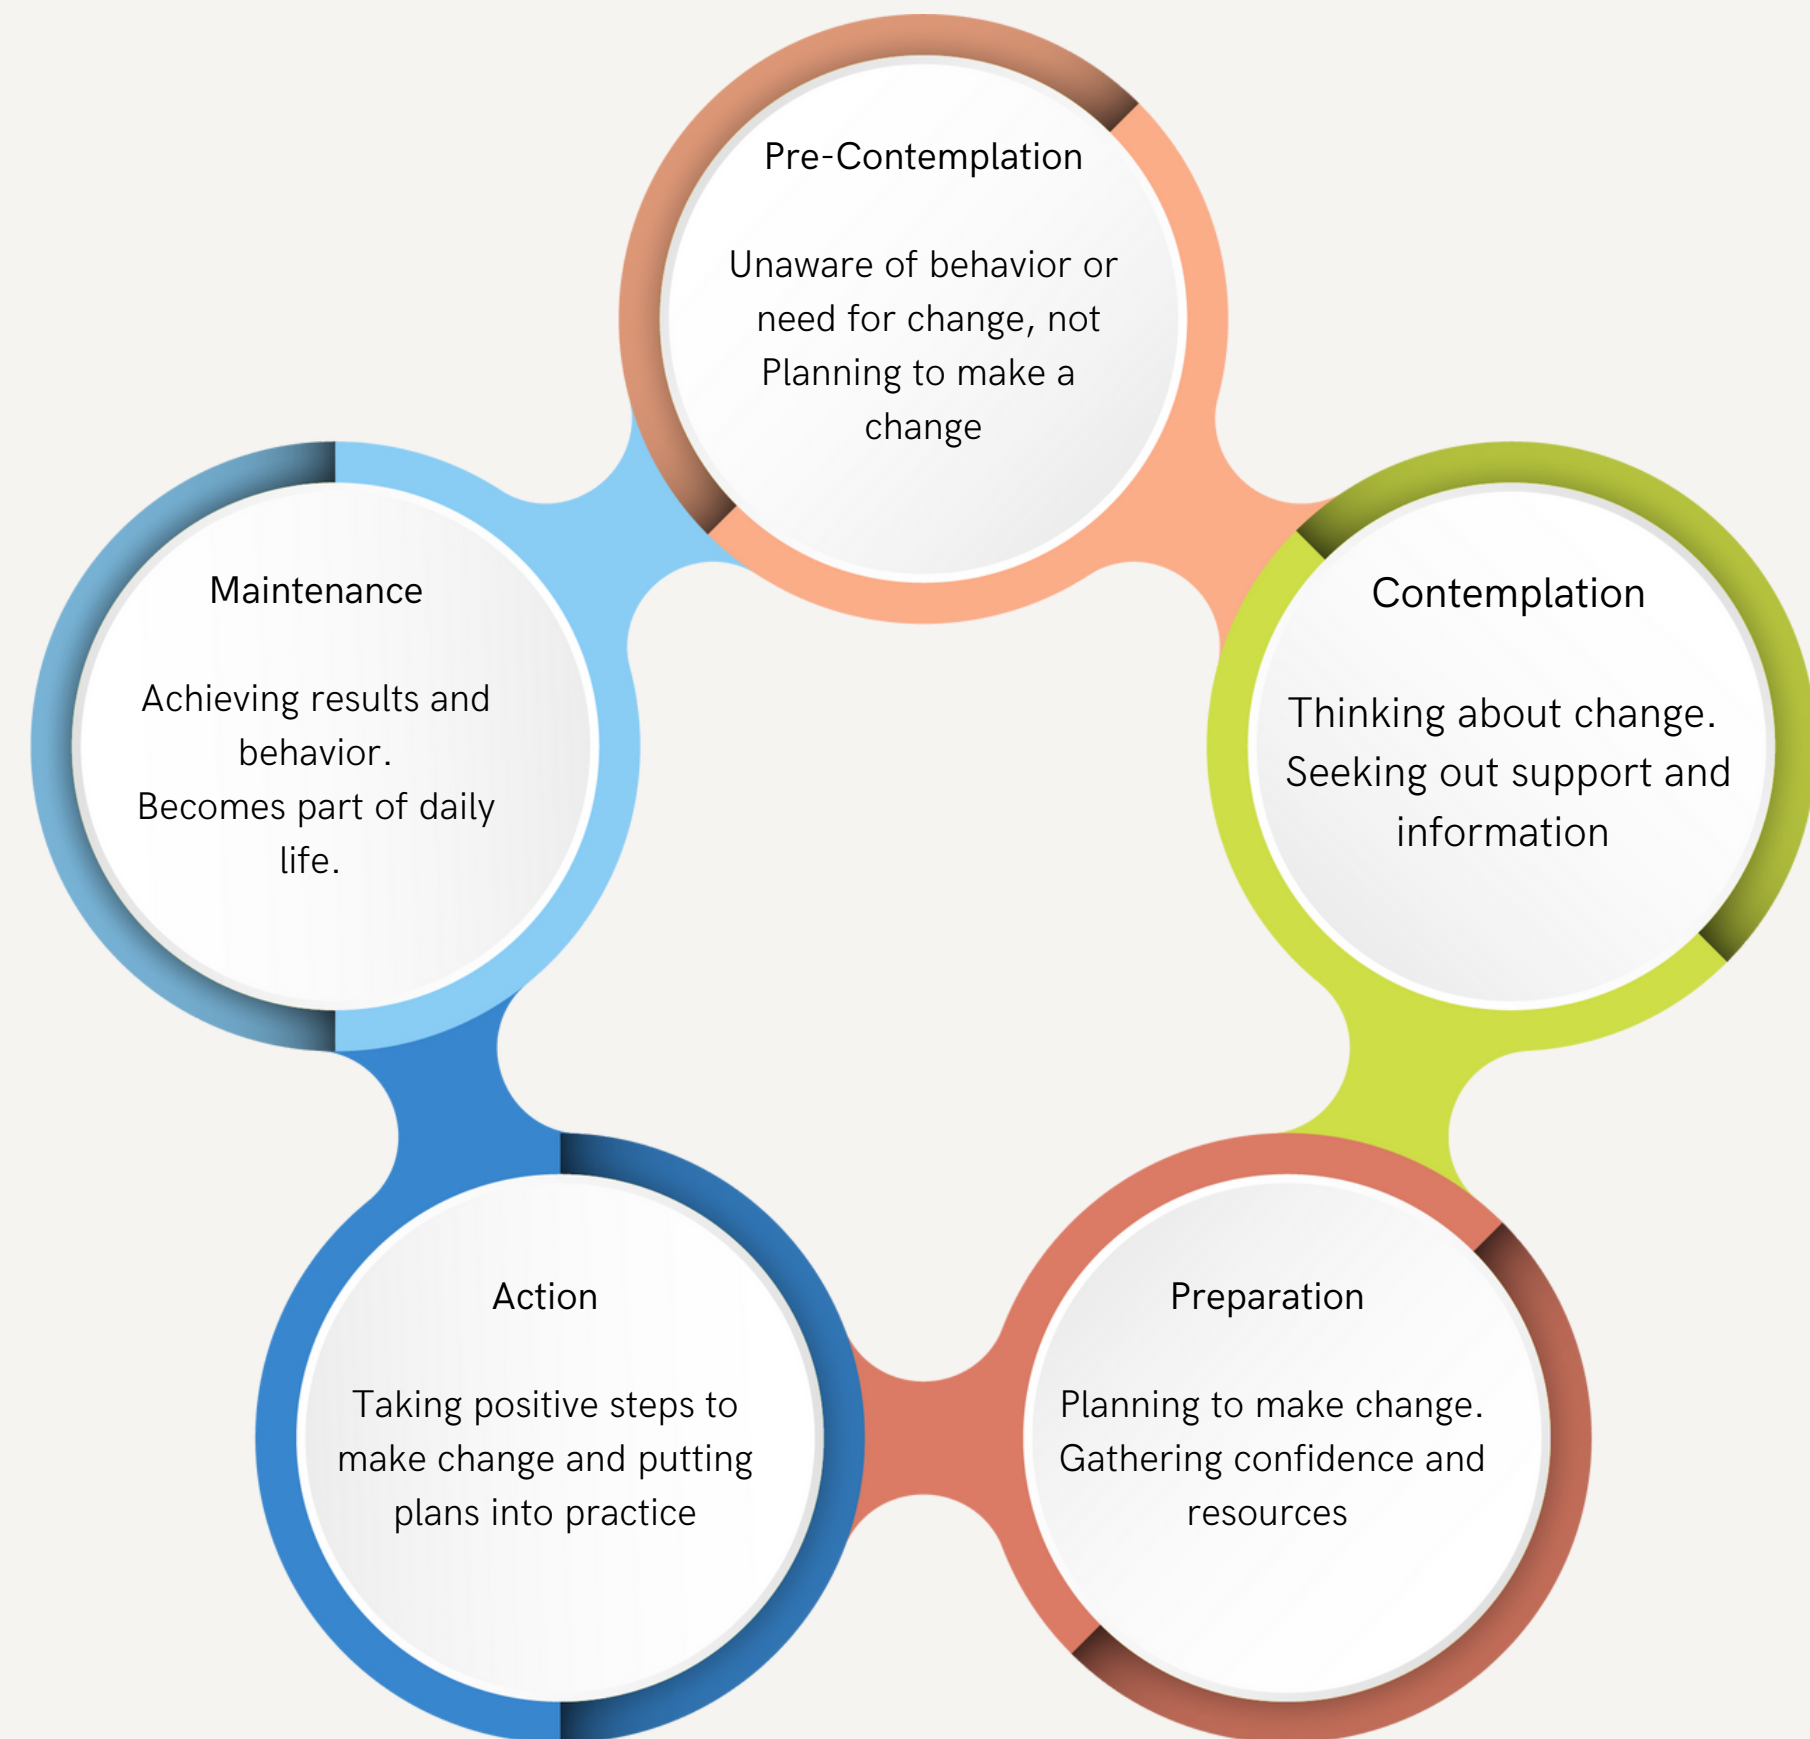 Pre-Contemplation
Unaware of behavior or
need for change, not
Planning to make a
change
Contemplation
Thinking about change.
Seeking out support and
information
Preparation
Planning to make change.
Gathering confidence and
resources
Action
Taking positive steps to
make change and putting
plans into practice
Maintenance
Achieving results and
behavior.
Becomes part of daily
life.